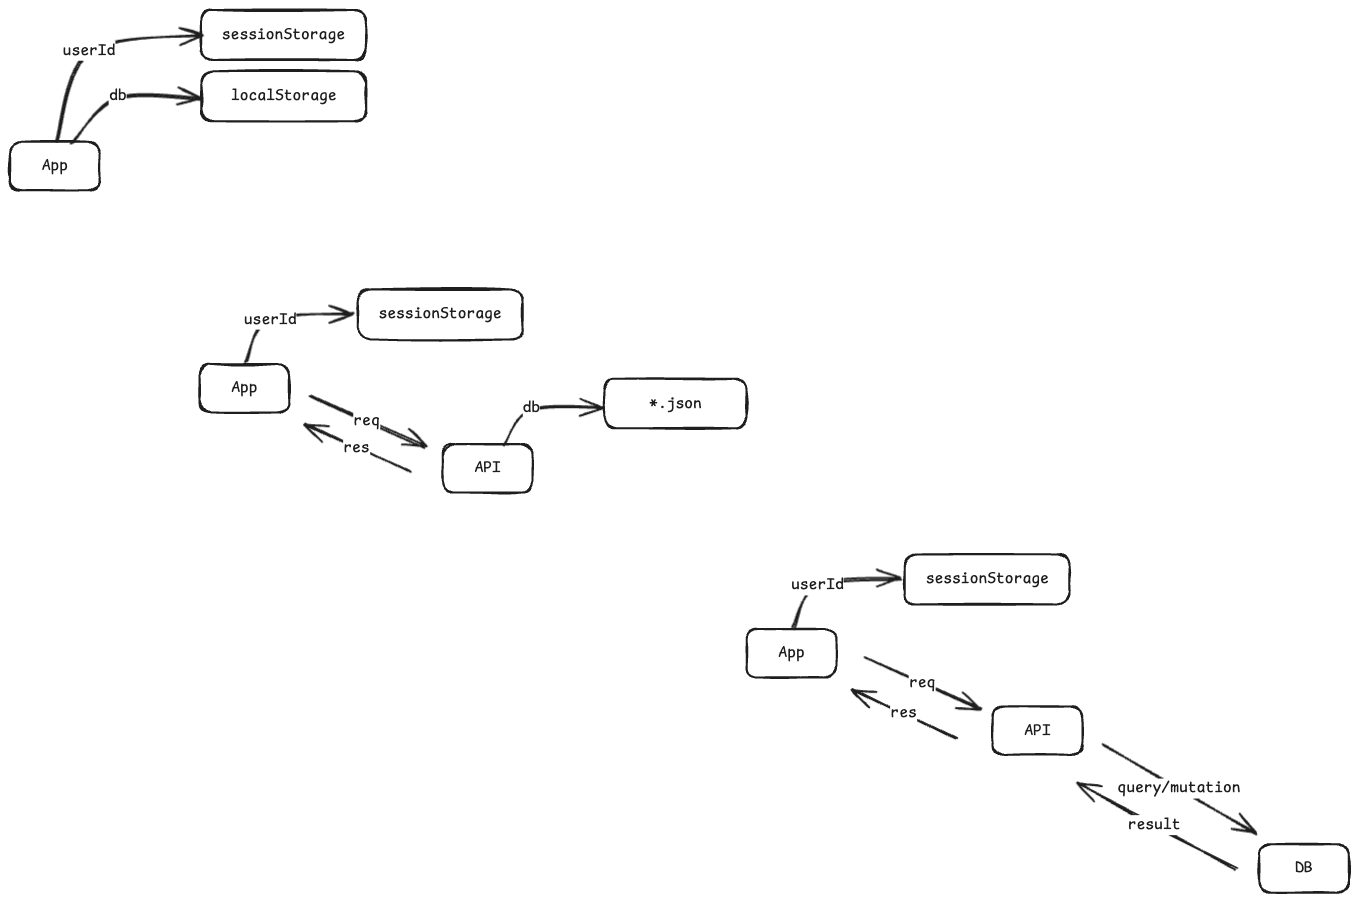 sessionStorage
userId
localStorage
db
App
sessionStorage
userId
App
*.json
db
req
res
API
sessionStorage
userId
App
req
res
API
query/mutation
result
DB